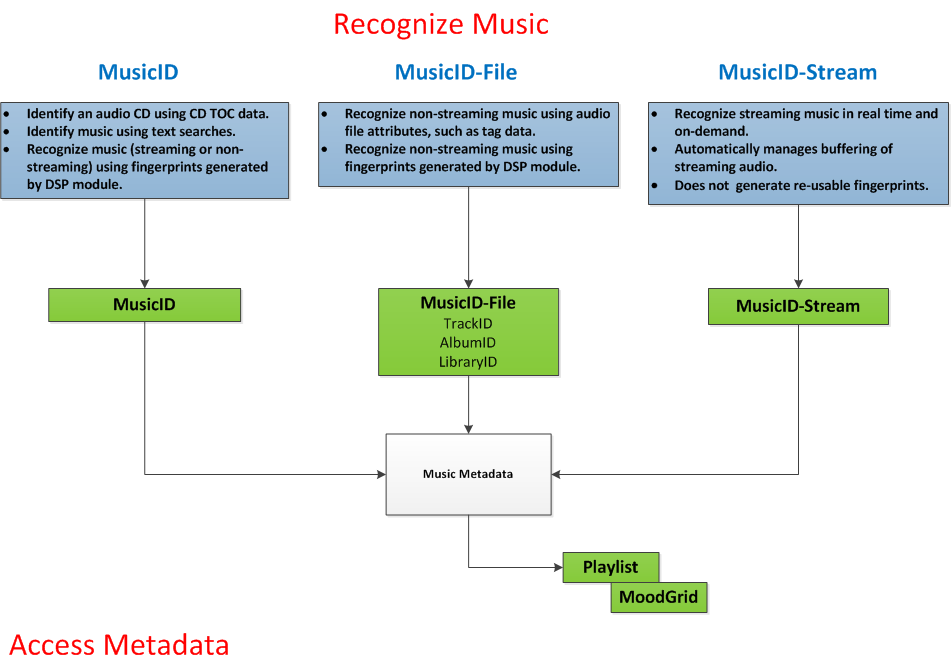 Recognize Music
MusicID
MusicID-File
MusicID-Stream
• Identify an audio CD using CD TOC data.
• Identify music using text searches.
• Recognize music (streaming or non-
streaming) using fingerprints generated
by DSP module.
• Recognize non-streaming music using audio
file attributes, such as tag data.
• Recognize non-streaming music using
fingerprints generated by DSP module.
• Recognize streaming music in real time and
on-demand.
• Automatically manages buffering of
streaming audio.
• Does not generate re-usable fingerprints.
MusicID
MusicID-File
TrackID
AlbumID
LibraryID
MusicID-Stream
Music Metadata
Playlist
MoodGrid
Access Metadata